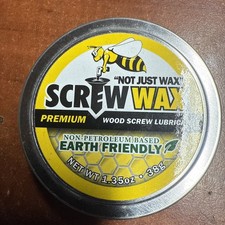 "NOT JUST WAX"
SCREW WAX
PREMIUM WOOD SCREW LUBRIC
NON-PETROLEUM BASED
EARTH FRIENDLY
NET WT 1.35oz • 38g